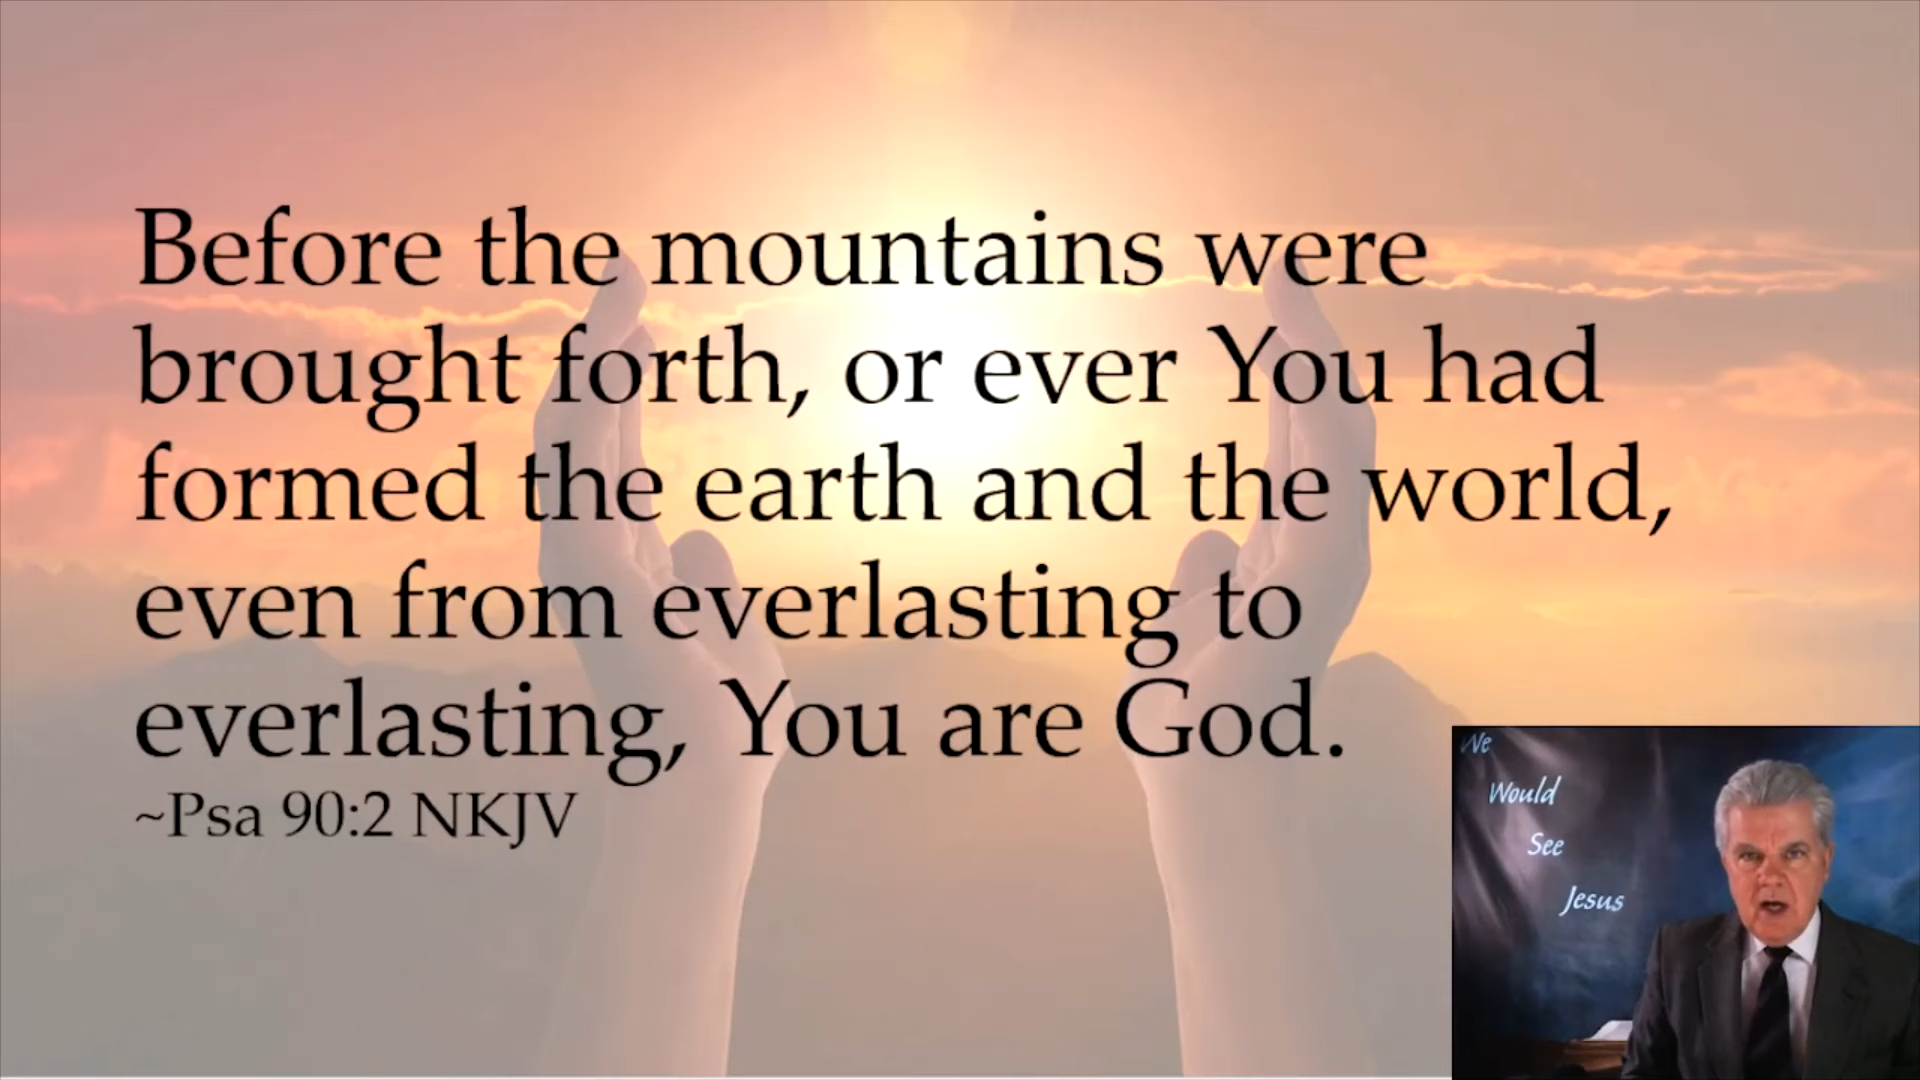 Before the mountains were
brought forth, or ever You had
formed the earth and the world,
even from everlasting to
everlasting, You are God.
~Psa 90:2 NKJV
We
Would
See
Jesus